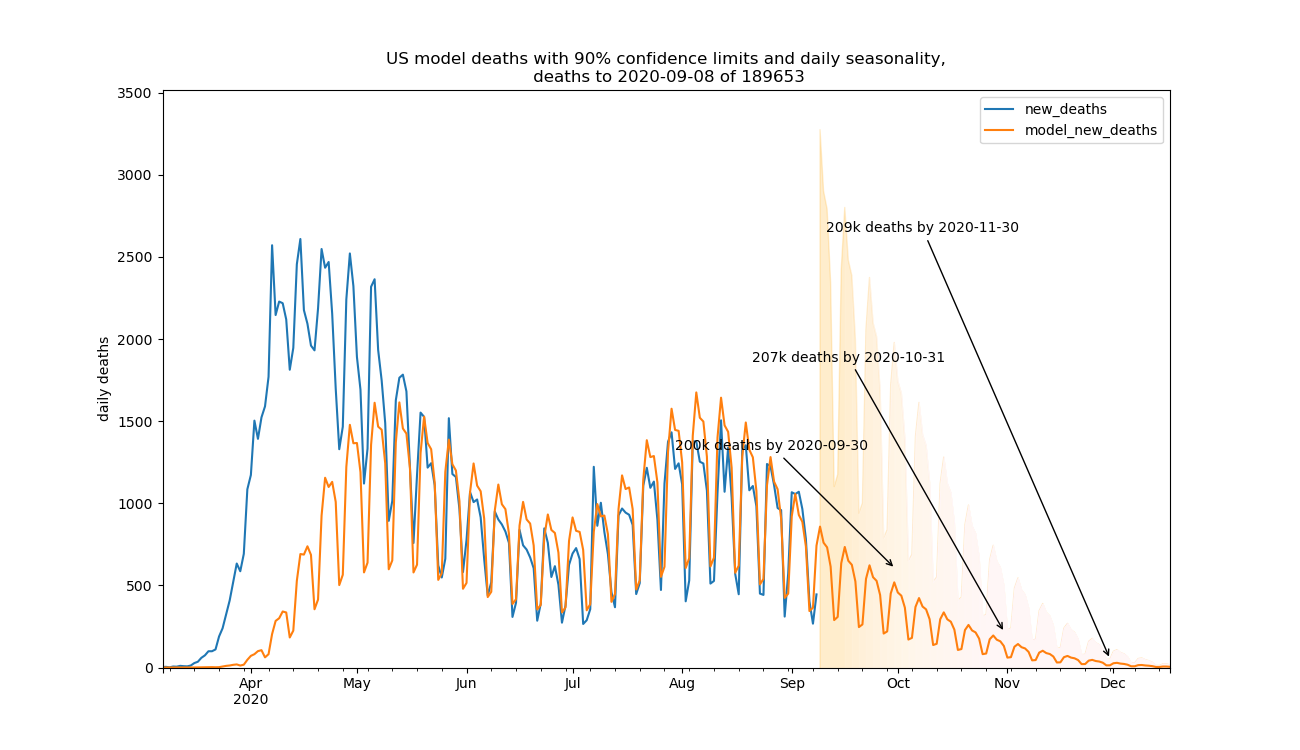 US model deaths with 90% confidence limits and daily seasonality,
deaths to 2020-09-08 of 189653
new_deaths
model_new_deaths
daily deaths
3500
3000
2500
2000
1500
1000
500
0
209k deaths by 2020-11-30
207k deaths by 2020-10-31
200k deaths by 2020-09-30
Apr
2020
May
Jun
Jul
Aug
Sep
Oct
Nov
Dec